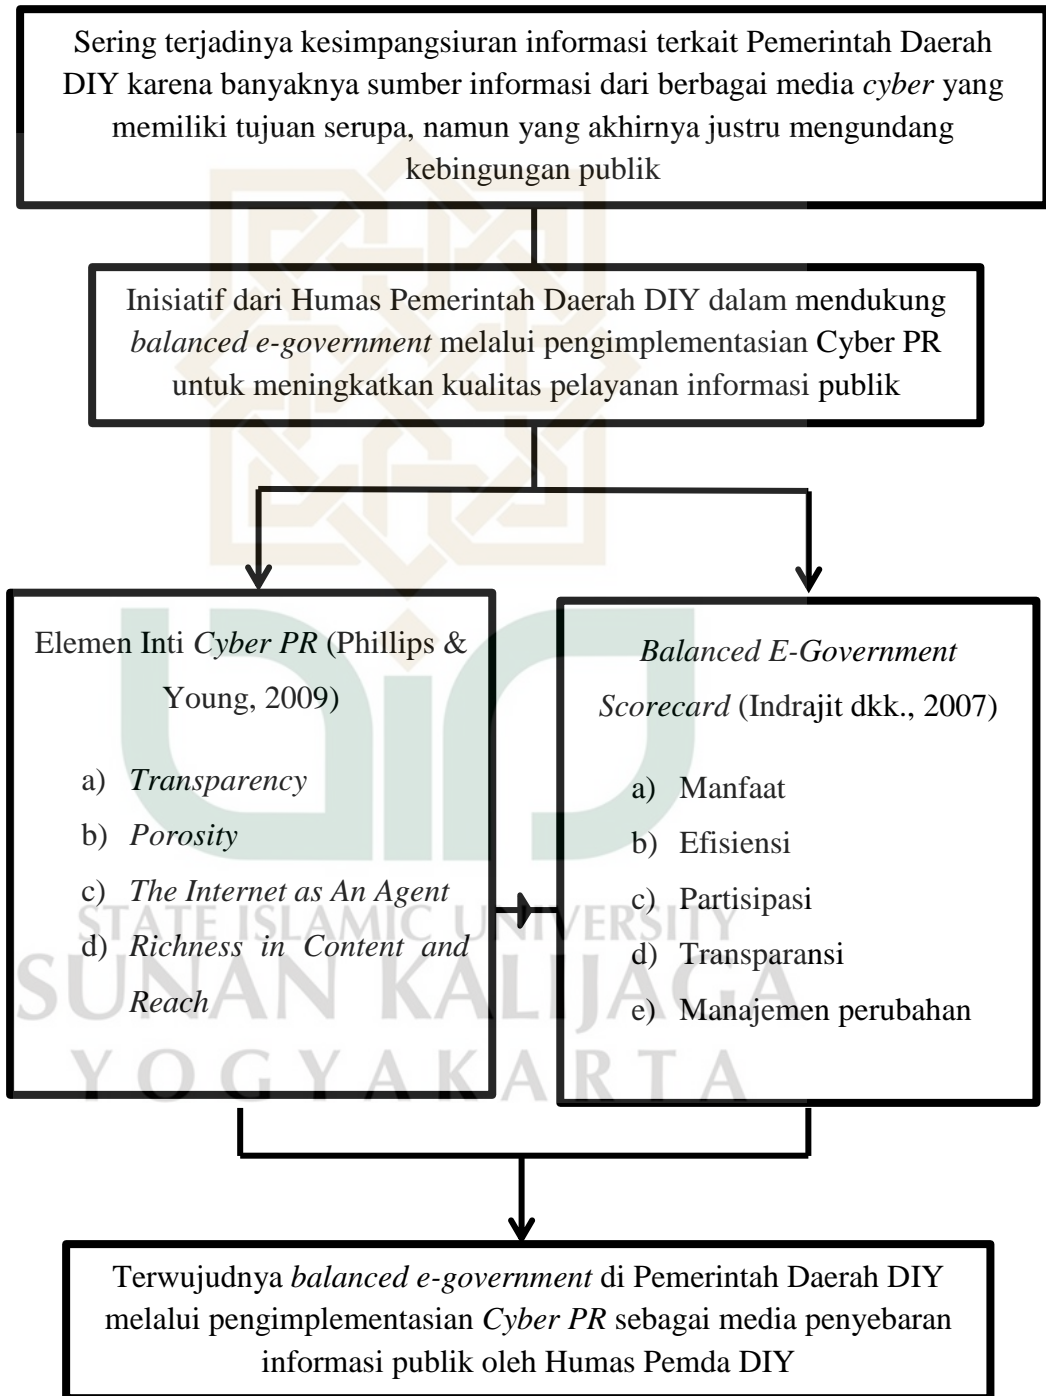 Sering terjadinya kesimpangsiuran informasi terkait Pemerintah Daerah
DIY karena banyaknya sumber informasi dari berbagai media cyber yang
memiliki tujuan serupa, namun yang akhirnya justru mengundang
kebingungan publik
Inisiatif dari Humas Pemerintah Daerah DIY dalam mendukung
balanced e-government melalui pengimplementasian Cyber PR
untuk meningkatkan kualitas pelayanan informasi publik
Elemen Inti Cyber PR (Phillips &
Young, 2009)
a) Transparency
b) Porosity
c) The Internet as An Agent
d) Richness in Content and
Reach
Balanced E-Government
Scorecard (Indrajit dkk., 2007)
a) Manfaat
b) Efisiensi
c) Partisipasi
d) Transparansi
e) Manajemen perubahan
STATE ISLAMIC UNIVERSITY
SUNAN KALIJAGA
YOGYAKARTA
Terwujudnya balanced e-government di Pemerintah Daerah DIY
melalui pengimplementasian Cyber PR sebagai media penyebaran
informasi publik oleh Humas Pemda DIY